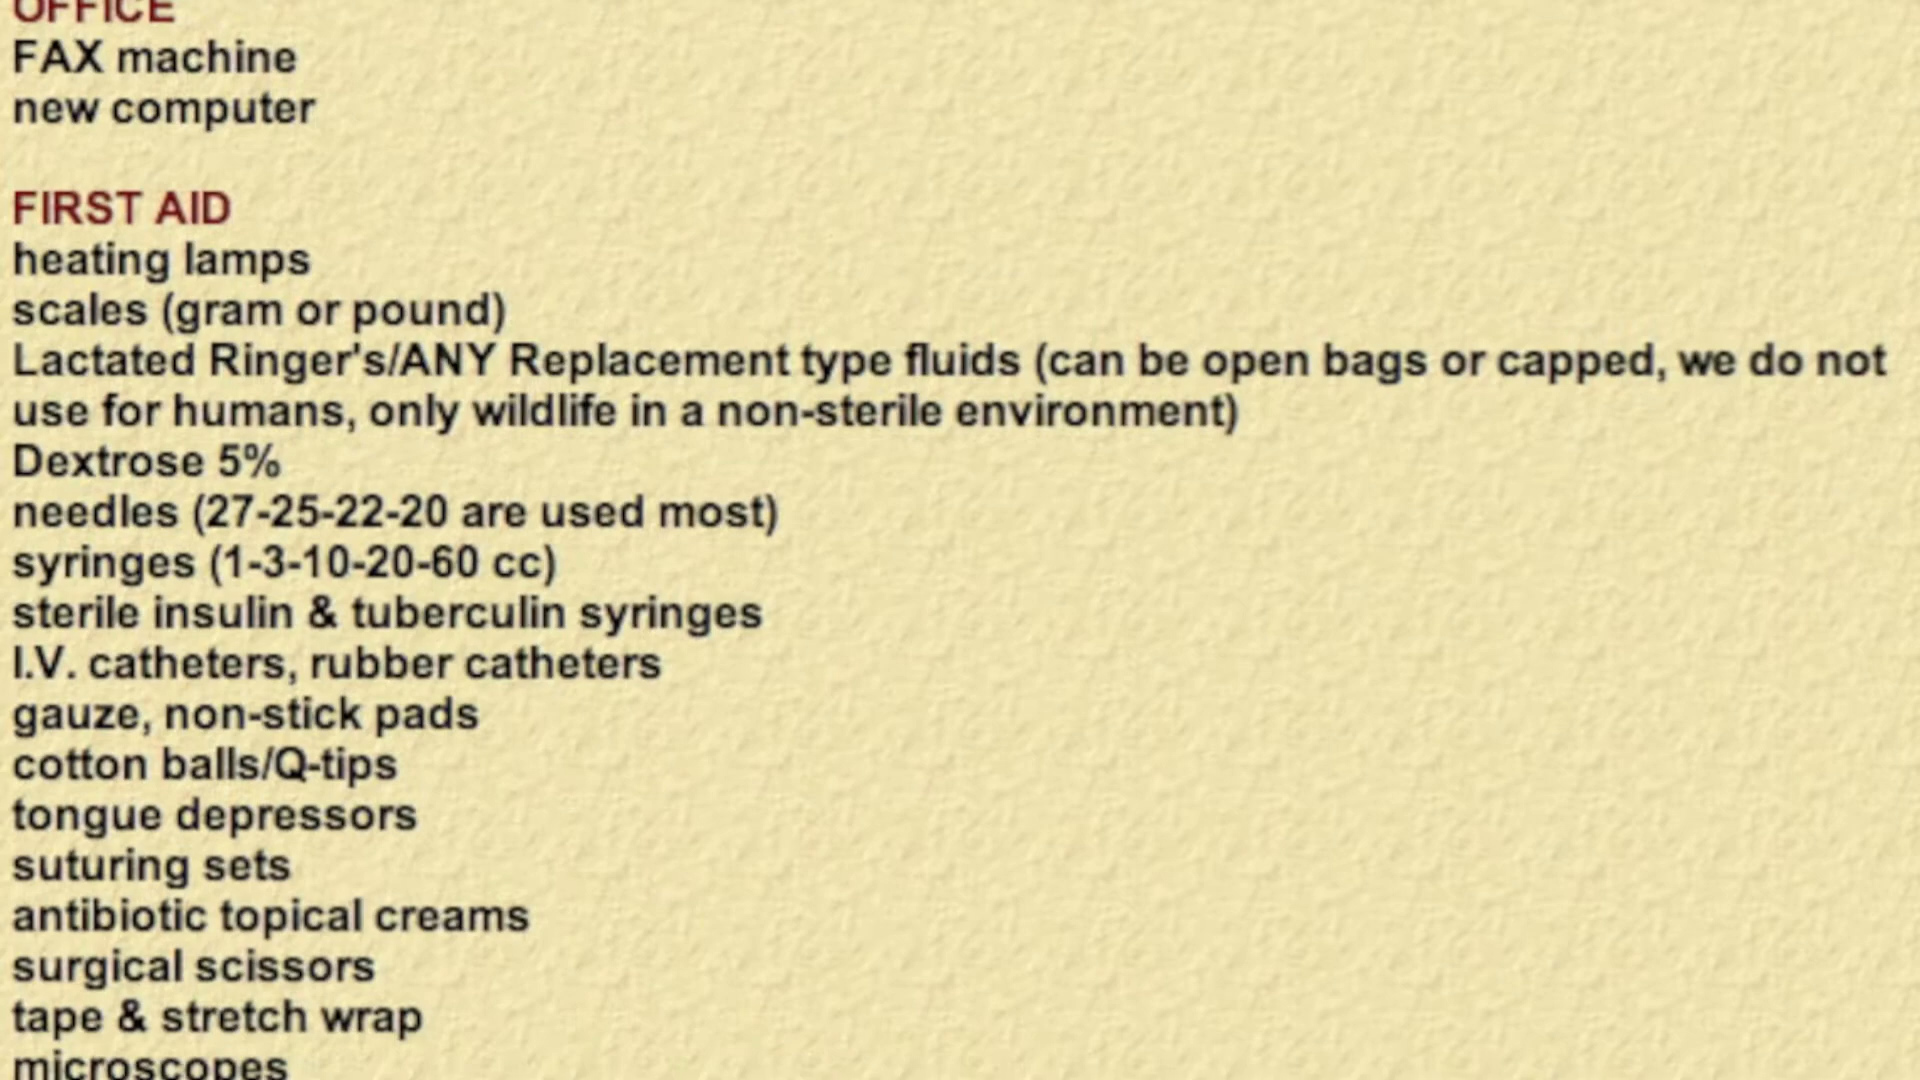 OFFICE
FAX machine
new computer
FIRST AID
heating lamps
scales (gram or pound)
Lactated Ringer's/ANY Replacement type fluids (can be open bags or capped, we do not
use for humans, only wildlife in a non-sterile environment)
Dextrose 5%
needles (27-25-22-20 are used most)
syringes (1-3-10-20-60 cc)
sterile insulin & tuberculin syringes
I.V. catheters, rubber catheters
gauze, non-stick pads
cotton balls/Q-tips
tongue depressors
suturing sets
antibiotic topical creams
surgical scissors
tape & stretch wrap
microscopes